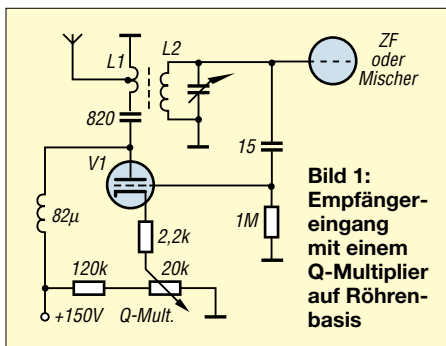 L1
L2
ZF
oder
Mischer
820
15
V1
82µ
2,2k
1M
120k
20k
+150V
Q-Mult.
Bild 1:
Empfänger-
eingang
mit einem
Q-Multiplier
auf Röhren-
basis